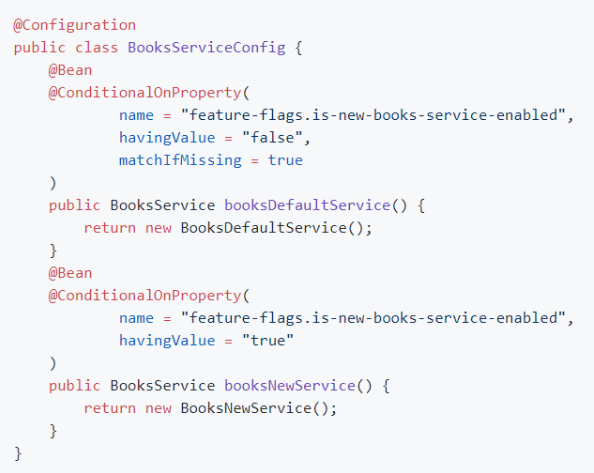 @Configuration
public class BooksServiceConfig {
    @Bean
    @ConditionalOnProperty(
            name = "feature-flags.is-new-books-service-enabled",
            havingValue = "false",
            matchIfMissing = true
    )
    public BooksService booksDefaultService() {
        return new BooksDefaultService();
    }
    @Bean
    @ConditionalOnProperty(
            name = "feature-flags.is-new-books-service-enabled",
            havingValue = "true"
    )
    public BooksService booksNewService() {
        return new BooksNewService();
    }
}